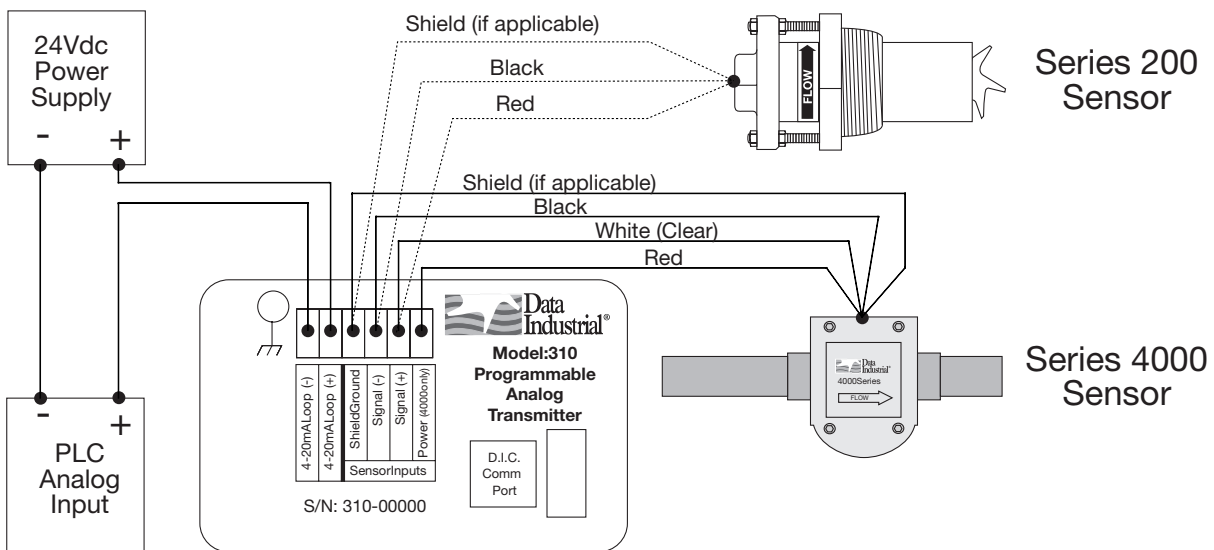 24Vdc
Power
Supply
-
+
Shield (if applicable)
Black
Red
FLOW
Series 200
Sensor
Shield (if applicable)
Black
White (Clear)
Red
Data
Industrial®
Model:310
Programmable
Analog
Transmitter
4-20mALoop (-)
4-20mALoop (+)
ShieldGround
Signal (-)
Signal (+)
Power (4000only)
SensorInputs
D.I.C.
Comm
Port
S/N: 310-00000
-
+
PLC
Analog
Input
Data
Industrial®
4000Series
FLOW
Series 4000
Sensor